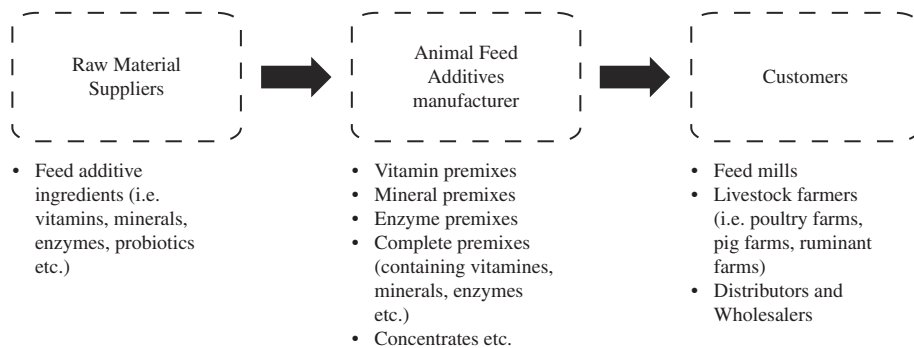 Raw Material
Suppliers
Animal Feed
Additives
manufacturer
Customers
• Feed additive
ingredients (i.e.
vitamins, minerals,
enzymes, probiotics
etc.)
• Vitamin premixes
• Mineral premixes
• Enzyme premixes
• Complete premixes
(containing vitamines,
minerals, enzymes
etc.)
• Concentrates etc.
• Feed mills
• Livestock farmers
(i.e. poultry farms,
pig farms, ruminant
farms)
• Distributors and
Wholesalers